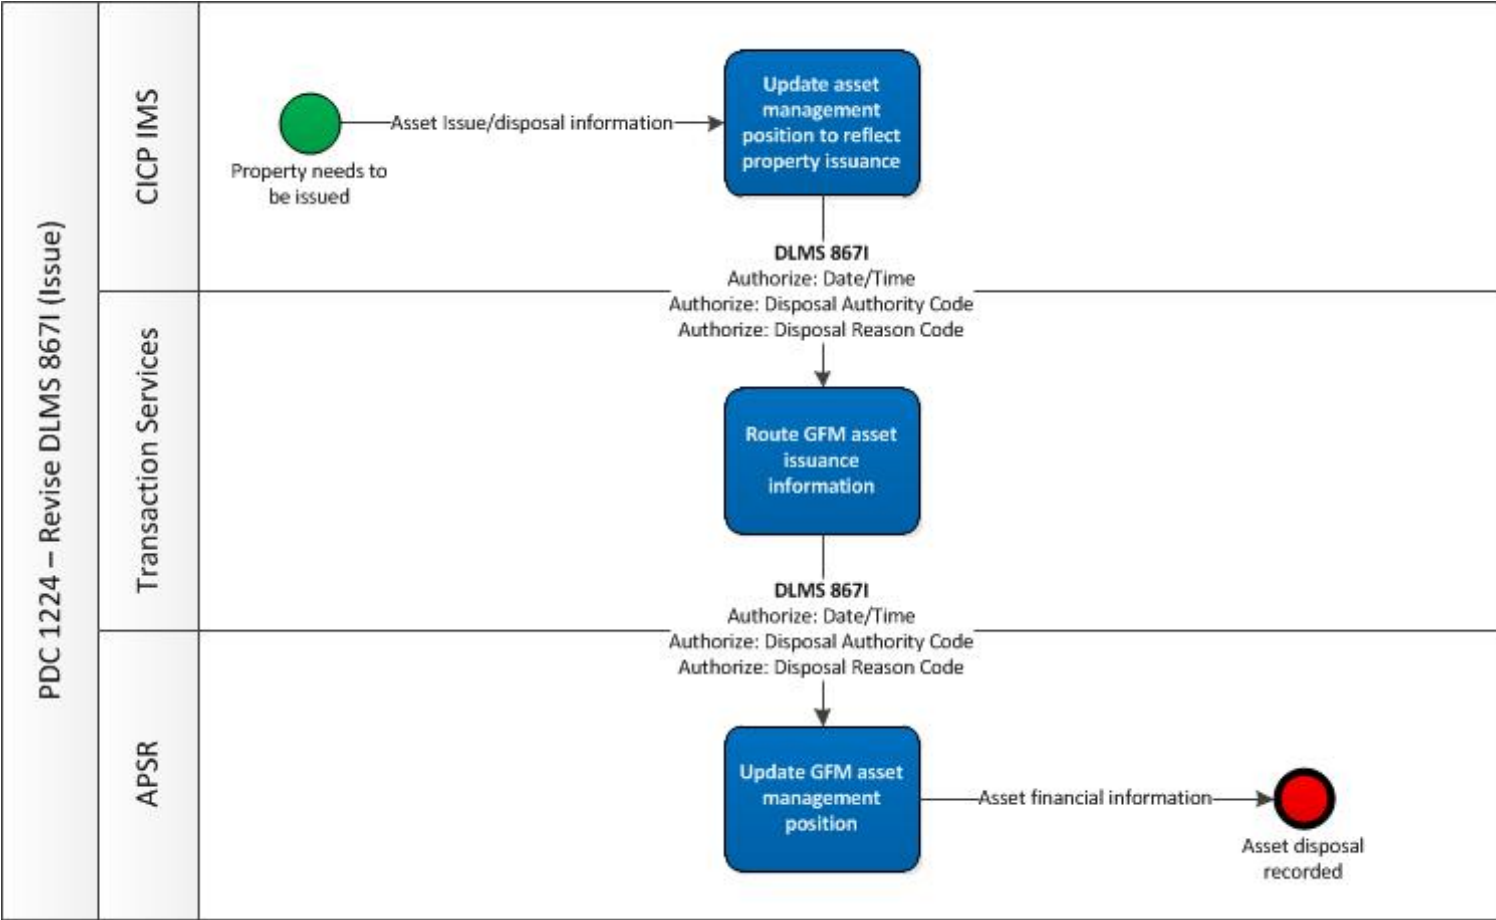 PDC 1224 – Revise DLMS 867I (Issue)
CICP IMS
Property needs to
be issued
Asset Issue/disposal information
Update asset
management
position to reflect
property issuance
DLMS 867I
Authorize: Date/Time
Authorize: Disposal Authority Code
Authorize: Disposal Reason Code
Transaction Services
Route GFM asset
issuance
information
DLMS 867I
Authorize: Date/Time
Authorize: Disposal Authority Code
Authorize: Disposal Reason Code
APSR
Update GFM asset
management
position
Asset financial information
Asset disposal
recorded